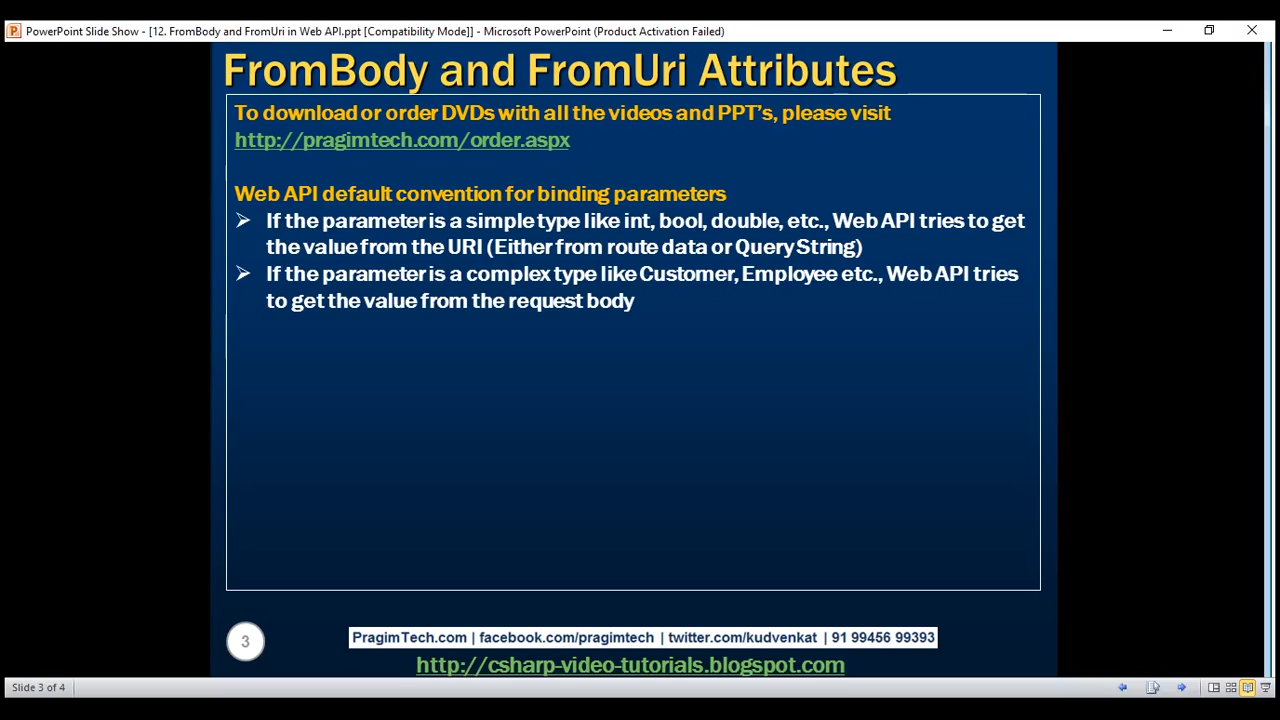 PowerPoint Slide Show - [12. FromBody and FromUri in Web API.ppt [Compatibility Mode]] - Microsoft PowerPoint (Product Activation Failed)
FromBody and FromUri Attributes
To download or order DVDs with all the videos and PPT's, please visit
http://pragimtech.com/order.aspx
Web API default convention for binding parameters
➢ If the parameter is a simple type like int, bool, double, etc., Web API tries to get
the value from the URI (Either from route data or Query String)
➢ If the parameter is a complex type like Customer, Employee etc., Web API tries
to get the value from the request body
3
PragimTech.com | facebook.com/pragimtech | twitter.com/kudvenkat | 91 99456 99393
http://csharp-video-tutorials.blogspot.com
Slide 3 of 4